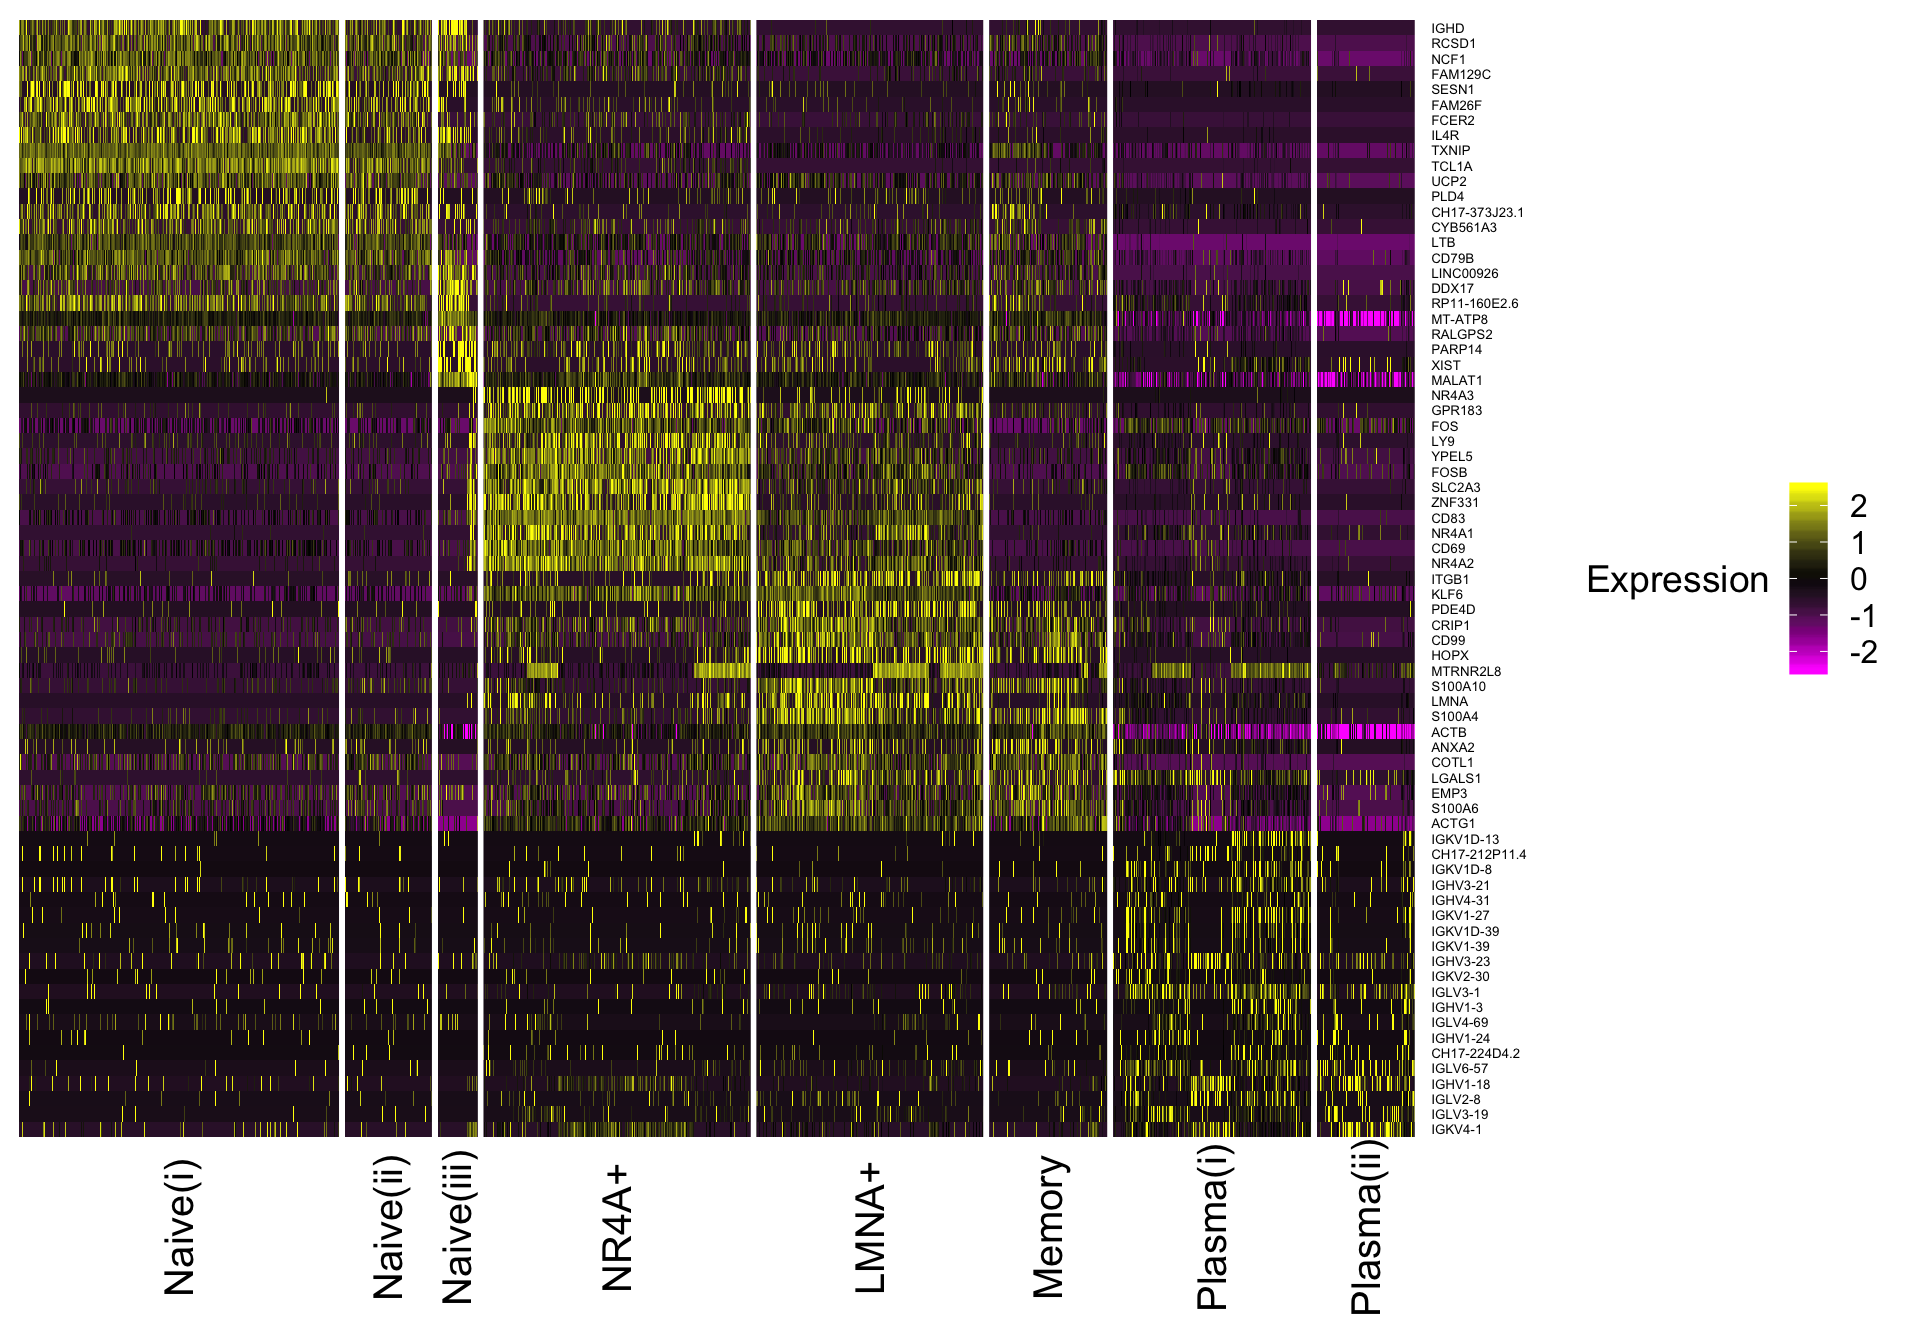 IGHD
RCSD1
NCF1
FAM129C
SESN1
FAM26F
FCER2
IL4R
TXNIP
TCL1A
UCP2
PLD4
CH17-373J23.1
CYB561A3
LTB
CD79B
LINC00926
DDX17
RP11-160E2.6
MT-ATP8
RALGPS2
PARP14
XIST
MALAT1
NR4A3
GPR183
FOS
LY9
YPEL5
FOSB
SLC2A3
ZNF331
CD83
NR4A1
CD69
NR4A2
ITGB1
KLF6
PDE4D
CRIP1
CD99
HOPX
MTRNR2L8
S100A10
LMNA
S100A4
ACTB
ANXA2
COTL1
LGALS1
EMP3
S100A6
ACTG1
IGKV1D-13
CH17-212P11.4
IGKV1D-8
IGHV3-21
IGHV4-31
IGKV1-27
IGKV1D-39
IGKV1-39
IGHV3-23
IGKV2-30
IGLV3-1
IGHV1-3
IGLV4-69
IGHV1-24
CH17-224D4.2
IGLV6-57
IGHV1-18
IGLV2-8
IGLV3-19
IGKV4-1
Naive(i)
Naive(ii)
Naive(iii)
NR4A+
LMNA+
Memory
Plasma(i)
Plasma(ii)
Expression
2
1
0
-1
-2